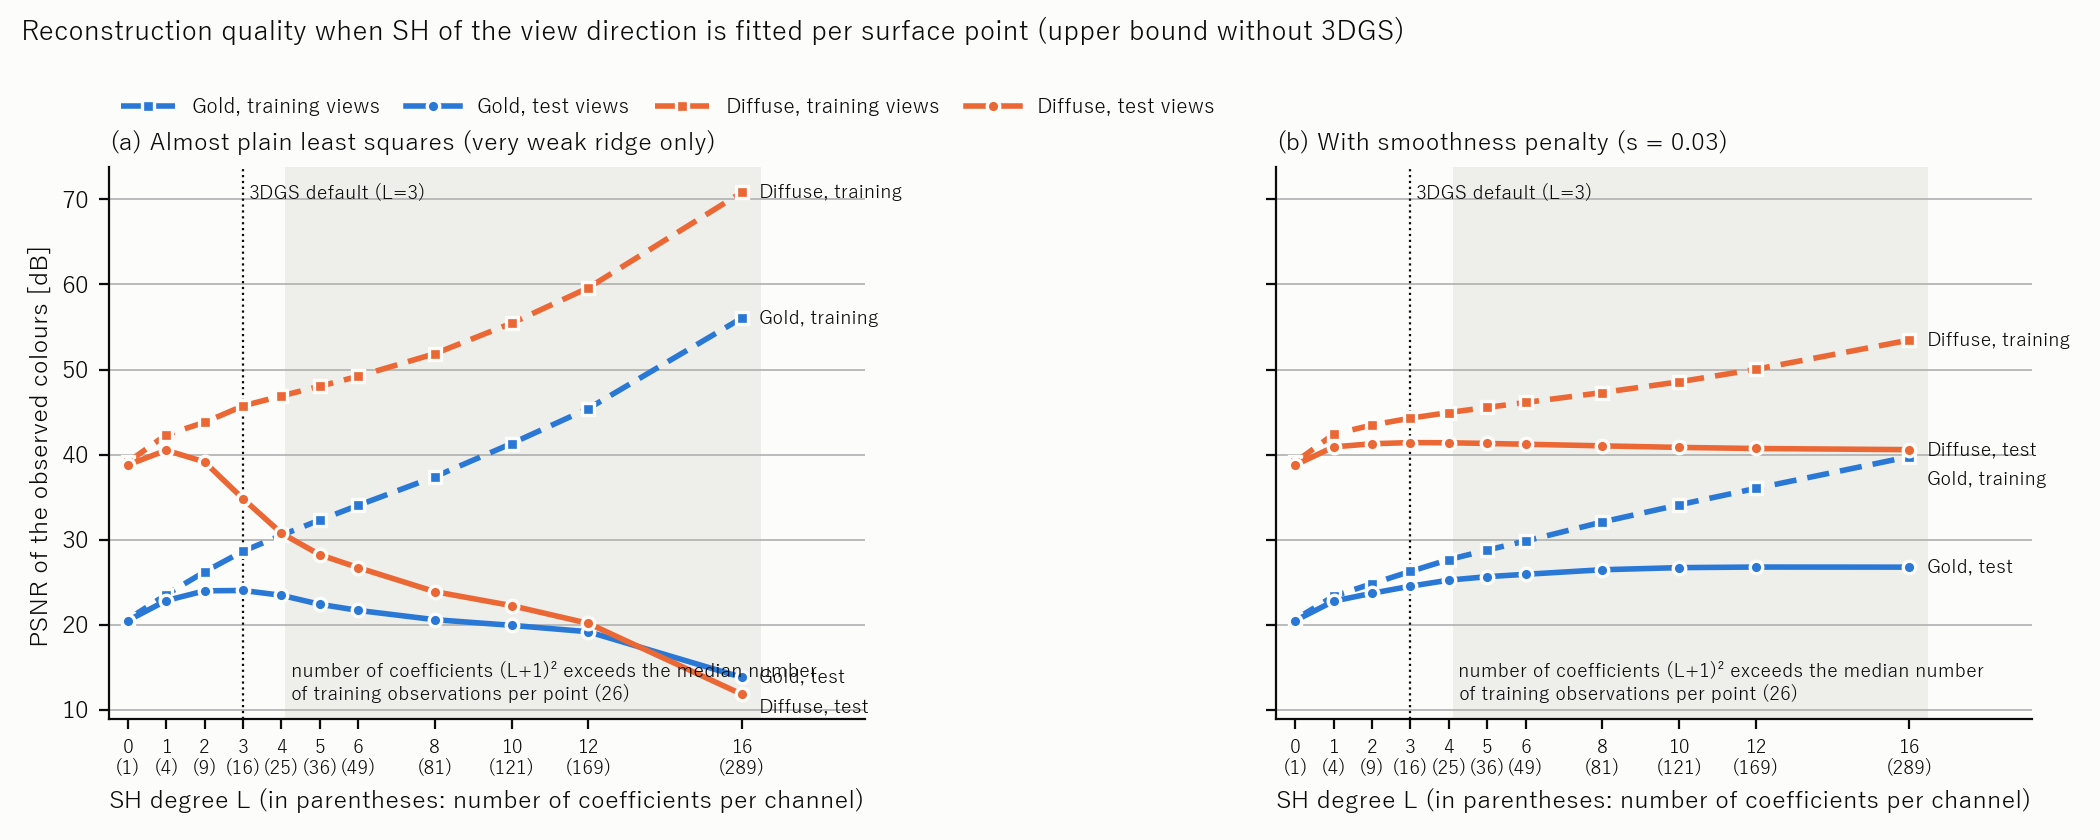 Reconstruction quality when SH of the view direction is fitted per surface point (upper bound without 3DGS)
Gold, training views
Gold, test views
Diffuse, training views
Diffuse, test views
(a) Almost plain least squares (very weak ridge only)
PSNR of the observed colours [dB]
70
60
50
40
30
20
10
3DGS default (L=3)
Diffuse, training
Gold, training
number of coefficients (L+1)² exceeds the median number
of training observations per point (26)
Gold, test
Diffuse, test
0 1 2 3 4 5 6 8 10 12 16
(1) (4) (9) (16) (25) (36) (49) (81) (121) (169) (289)
SH degree L (in parentheses: number of coefficients per channel)
(b) With smoothness penalty (s = 0.03)
3DGS default (L=3)
Diffuse, training
Diffuse, test
Gold, training
Gold, test
number of coefficients (L+1)² exceeds the median number
of training observations per point (26)
0 1 2 3 4 5 6 8 10 12 16
(1) (4) (9) (16) (25) (36) (49) (81) (121) (169) (289)
SH degree L (in parentheses: number of coefficients per channel)